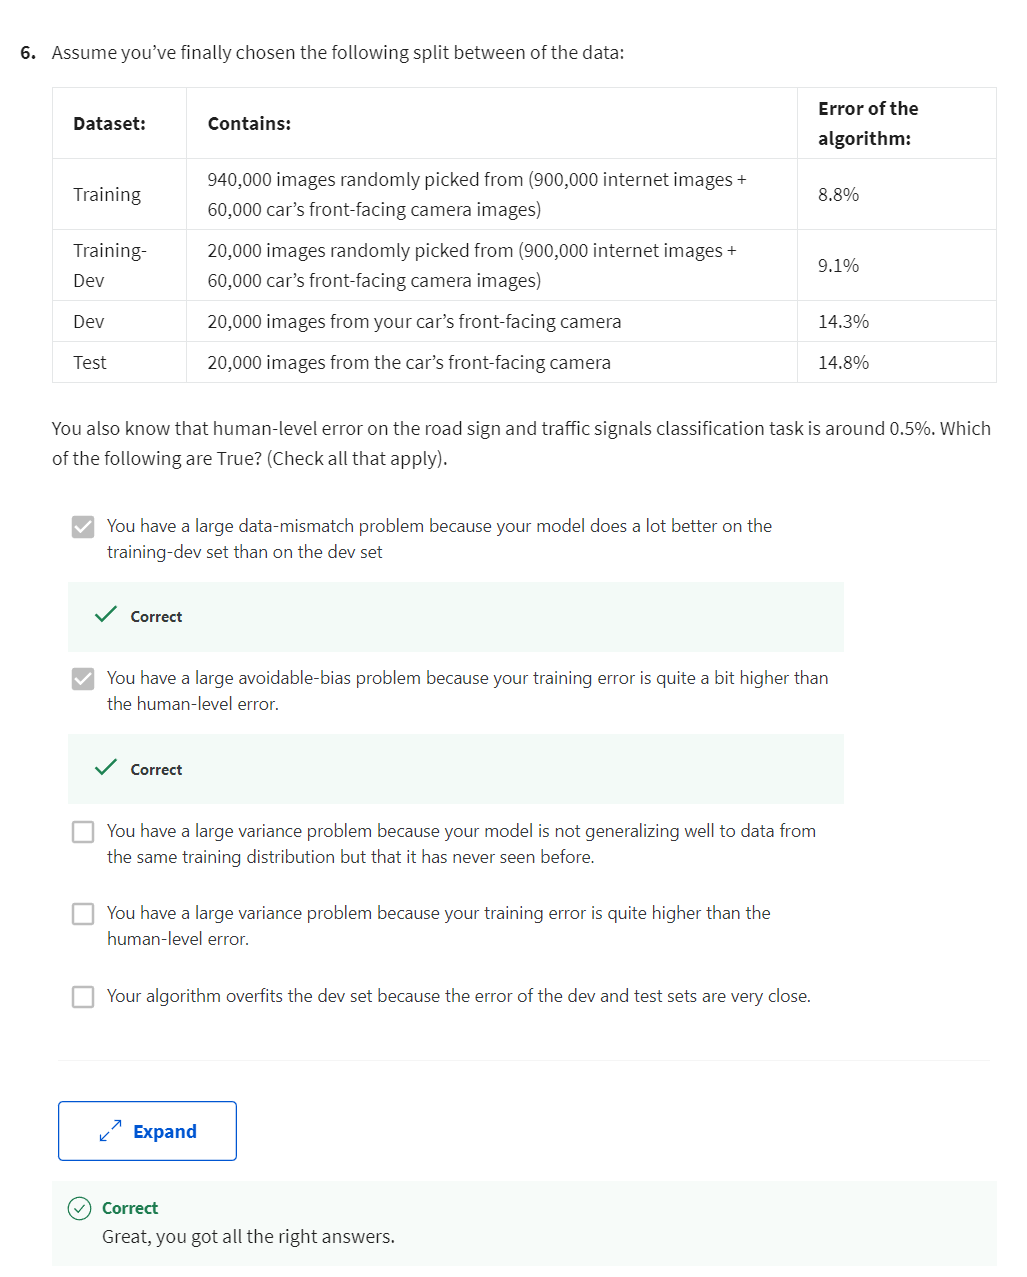 6. Assume you’ve finally chosen the following split between of the data:
Dataset: Contains: Error of the
algorithm:
Training 940,000 images randomly picked from (900,000 internet images +
60,000 car’s front-facing camera images) 8.8%
Training-
Dev 20,000 images randomly picked from (900,000 internet images +
60,000 car’s front-facing camera images) 9.1%
Dev 20,000 images from your car’s front-facing camera 14.3%
Test 20,000 images from the car’s front-facing camera 14.8%
You also know that human-level error on the road sign and traffic signals classification task is around 0.5%. Which
of the following are True? (Check all that apply).
You have a large data-mismatch problem because your model does a lot better on the
training-dev set than on the dev set
Correct
You have a large avoidable-bias problem because your training error is quite a bit higher than
the human-level error.
Correct
You have a large variance problem because your model is not generalizing well to data from
the same training distribution but that it has never seen before.
You have a large variance problem because your training error is quite higher than the
human-level error.
Your algorithm overfits the dev set because the error of the dev and test sets are very close.
Expand
Correct
Great, you got all the right answers.